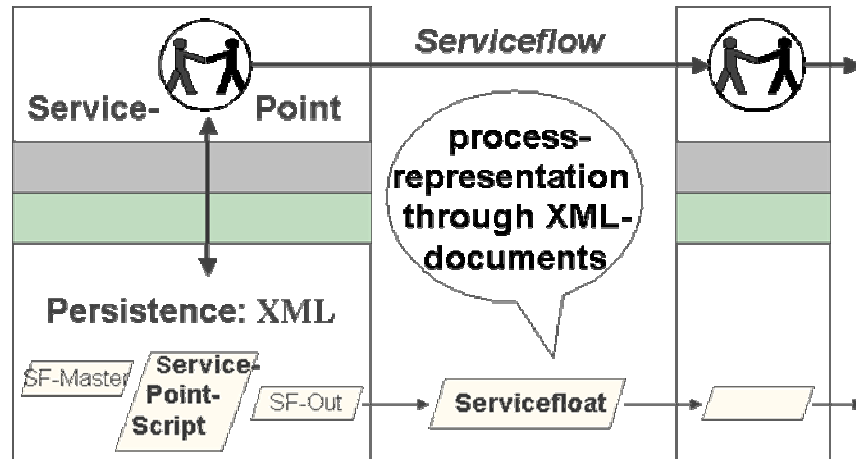 Serviceflow
Service- Point
process-
representation
through XML-
documents
Persistence: XML
SF-Master
Service-
Point-
Script
SF-Out
Servicefloat